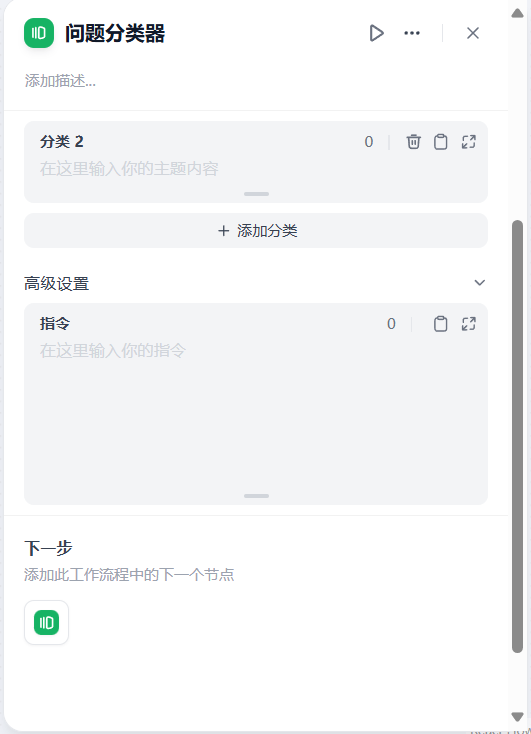 问题分类器
添加描述...
分类 2
0
在这里输入你的主题内容
+ 添加分类
高级设置
指令
0
在这里输入你的指令
下一步
添加此工作流程中的下一个节点